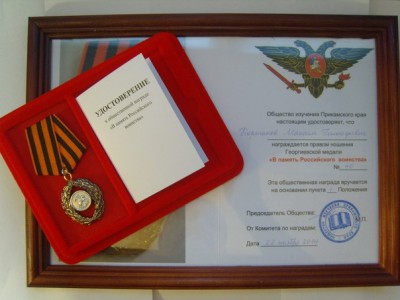 УДОСТОВЕРЕНИЕ
к общественной награде
«В память Российского
воинства»
Общество изучения Приазовского края
настоящим удостоверяет, что
награждается правом ношения
Георгиевской медали
«В память Российского воинства»
№
Эта общественная награда вручается
на основании пункта Положения
Председатель Общества
М.П.
От Комитета по наградам
Дата